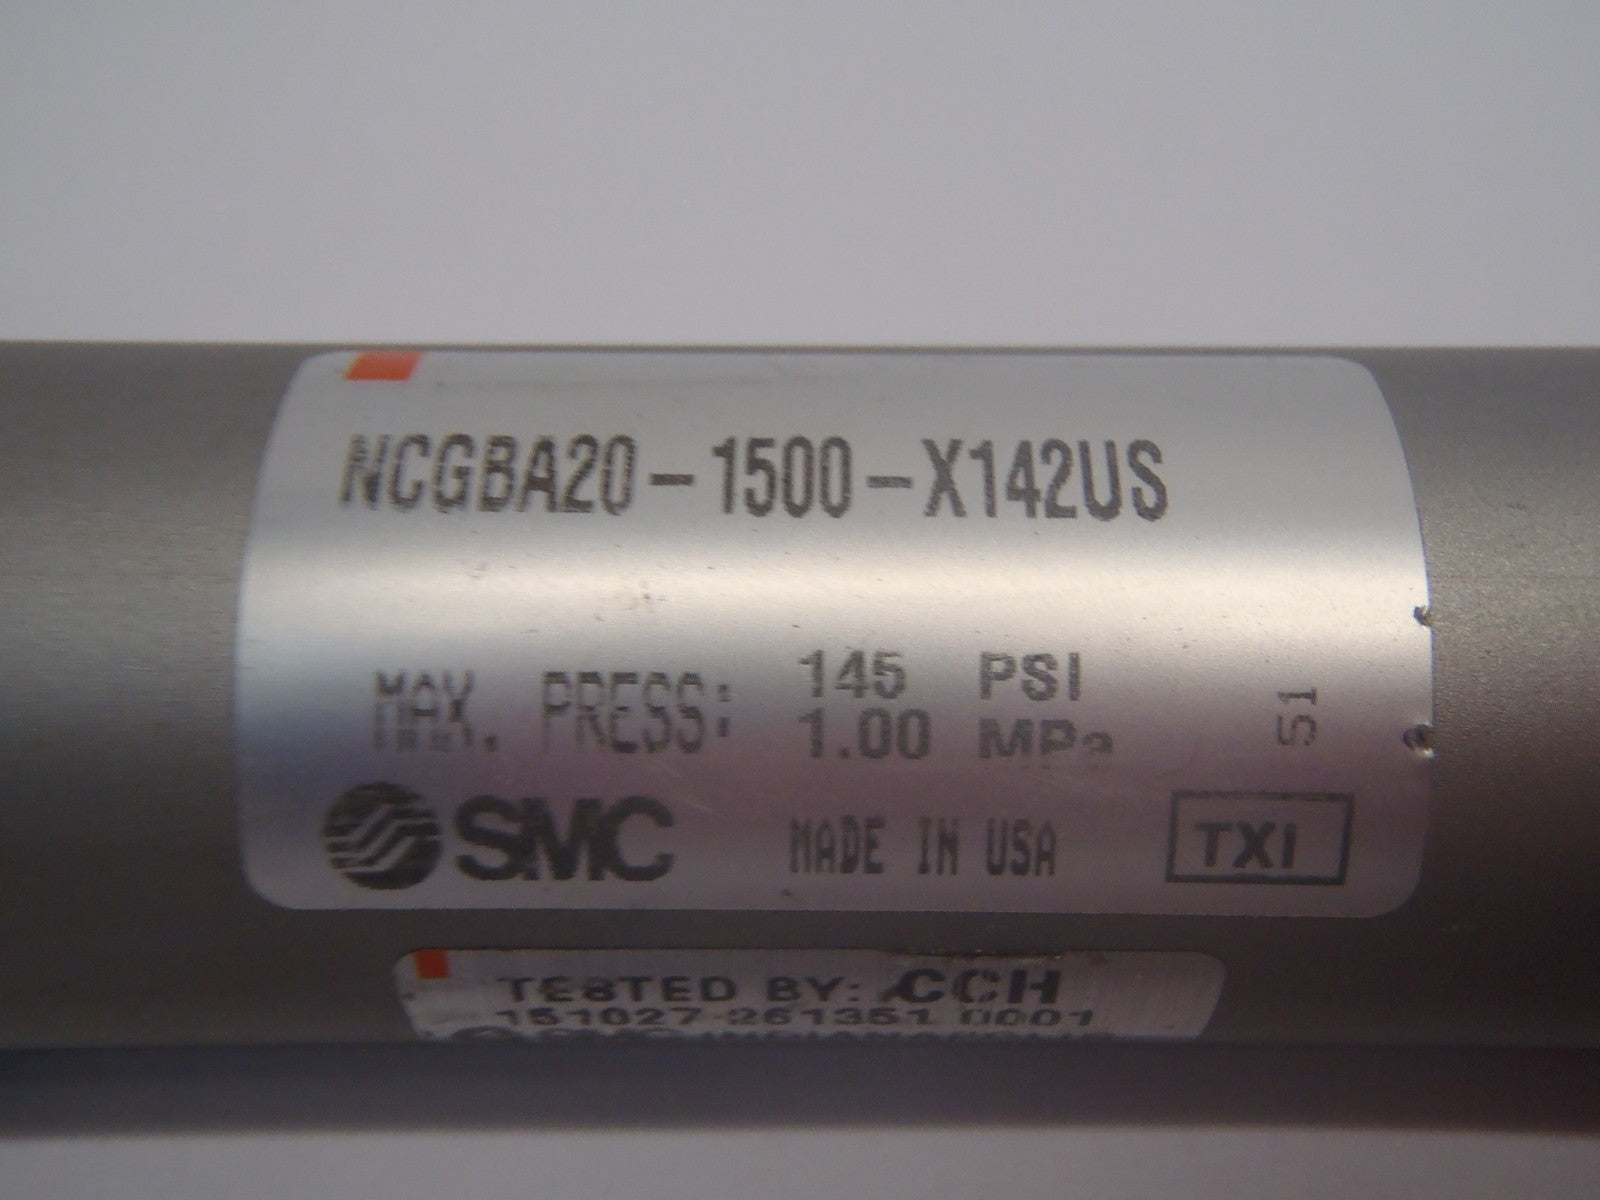 NCGBA20-1500-X142US
MAX. PRESS: 145 PSI
1.00 MPa
51
SMC MADE IN USA TXI
TESTED BY: CCH
151027-261351 0001